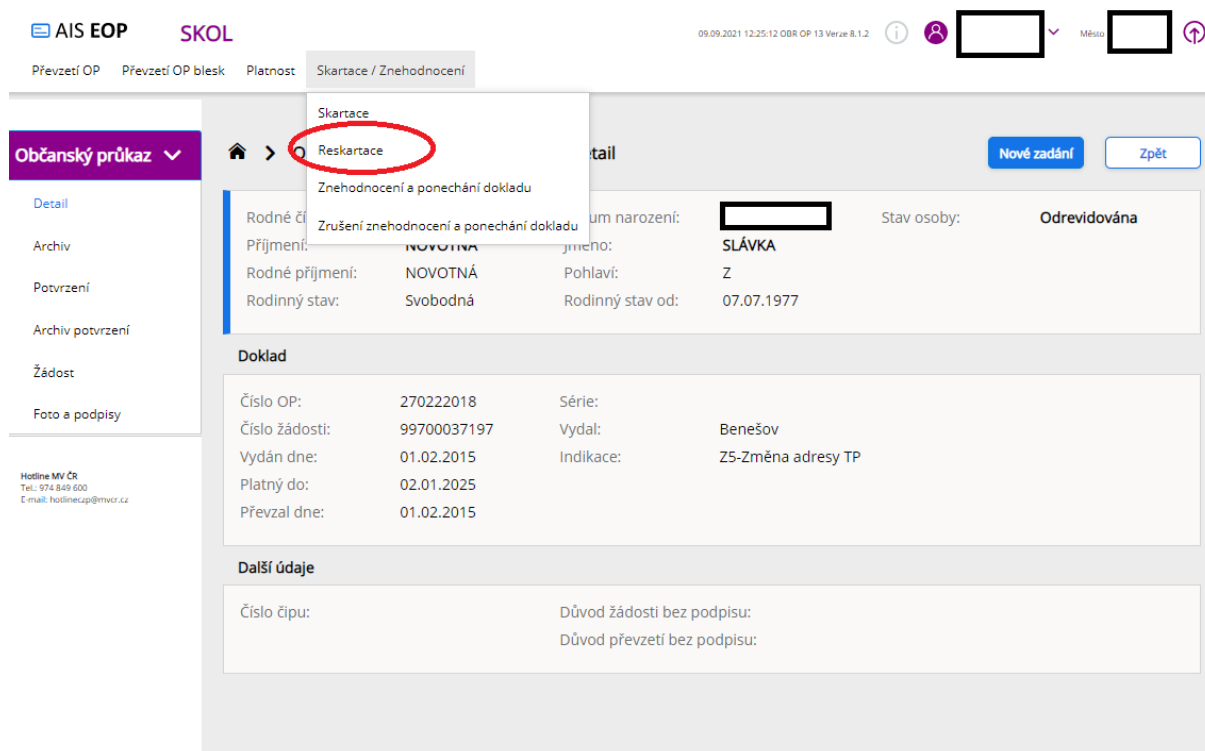 AIS EOP SKOL 09.09.2021 12:25:12 OBR OP 13 Verze 8.1.2 Město
Převzetí OP Převzetí OP blesk Platnost Skartace / Znehodnocení
Skartace
Reskartace
Znehodnocení a ponechání dokladu
Zrušení znehodnocení a ponechání dokladu
Občanský průkaz
Nové zadání Zpět
Detail
Archiv
Potvrzení
Archiv potvrzení
Žádost
Foto a podpisy
Hotline MV ČR
Tel.: 974 849 600
E-mail: hotlineczp@mvcr.cz
Stav osoby: Odrevidována
Příjmení: NOVOTNÁ Jméno: SLÁVKA
Rodné příjmení: NOVOTNÁ Pohlaví: Z
Rodinný stav: Svobodná Rodinný stav od: 07.07.1977
Doklad
Číslo OP: 270222018 Série:
Číslo žádosti: 99700037197 Vydal: Benešov
Vydán dne: 01.02.2015 Indikace: Z5-Změna adresy TP
Platný do: 02.01.2025
Převzal dne: 01.02.2015
Další údaje
Číslo čipu: Důvod žádosti bez podpisu:
Důvod převzetí bez podpisu: